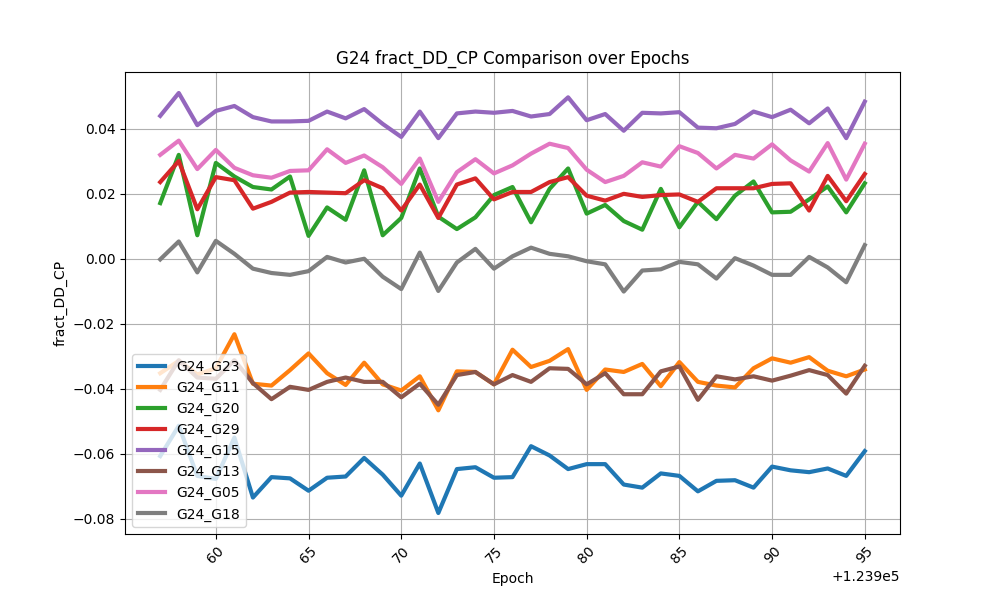 G24 fract_DD_CP Comparison over Epochs
fract_DD_CP
0.04
0.02
0.00
−0.02
−0.04
−0.06
−0.08
G24_G23
G24_G11
G24_G20
G24_G29
G24_G15
G24_G13
G24_G05
G24_G18
60
65
70
75
80
85
90
95
+1.239e5
Epoch